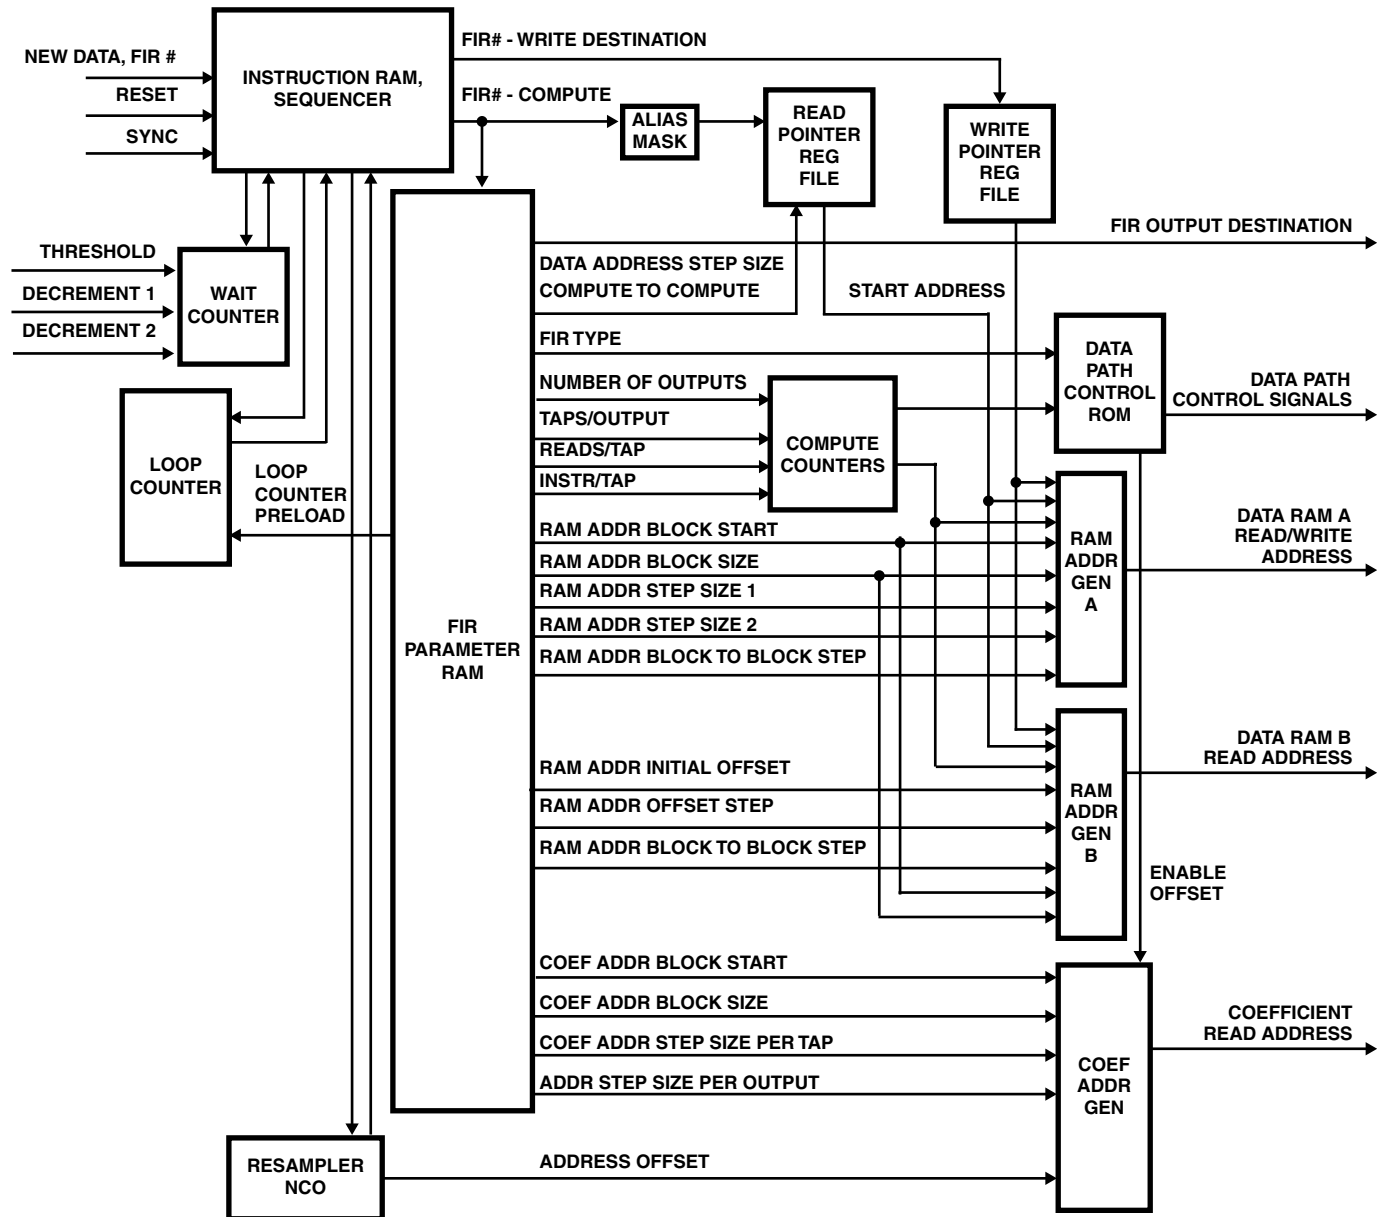 NEW DATA, FIR #
RESET
SYNC
INSTRUCTION RAM,
SEQUENCER
FIR# - WRITE DESTINATION
FIR# - COMPUTE
ALIAS
MASK
READ
POINTER
REG
FILE
WRITE
POINTER
REG
FILE
THRESHOLD
DECREMENT 1
DECREMENT 2
WAIT
COUNTER
LOOP
COUNTER
LOOP
COUNTER
PRELOAD
FIR
PARAMETER
RAM
FIR OUTPUT DESTINATION
DATA ADDRESS STEP SIZE
COMPUTE TO COMPUTE
START ADDRESS
FIR TYPE
NUMBER OF OUTPUTS
TAPS/OUTPUT
READS/TAP
INSTR/TAP
COMPUTE
COUNTERS
DATA
PATH
CONTROL
ROM
DATA PATH
CONTROL SIGNALS
RAM ADDR BLOCK START
RAM ADDR BLOCK SIZE
RAM ADDR STEP SIZE 1
RAM ADDR STEP SIZE 2
RAM ADDR BLOCK TO BLOCK STEP
RAM
ADDR
GEN
A
DATA RAM A
READ/WRITE
ADDRESS
RAM ADDR INITIAL OFFSET
RAM ADDR OFFSET STEP
RAM ADDR BLOCK TO BLOCK STEP
RAM
ADDR
GEN
B
DATA RAM B
READ ADDRESS
ENABLE
OFFSET
COEF ADDR BLOCK START
COEF ADDR BLOCK SIZE
COEF ADDR STEP SIZE PER TAP
ADDR STEP SIZE PER OUTPUT
COEF
ADDR
GEN
COEFFICIENT
READ ADDRESS
RESAMPLER
NCO
ADDRESS OFFSET